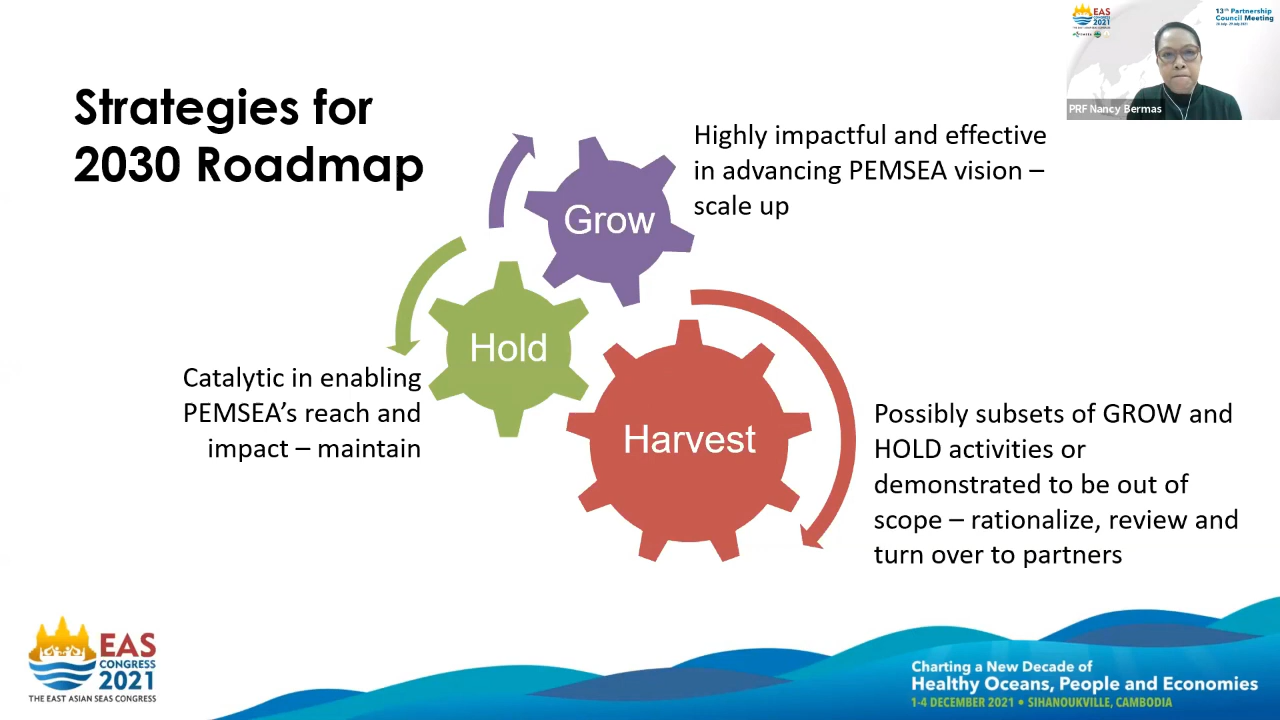 Strategies for
2030 Roadmap
Grow
Highly impactful and effective
in advancing PEMSEA vision –
scale up
Hold
Catalytic in enabling
PEMSEA’s reach and
impact – maintain
Harvest
Possibly subsets of GROW and
HOLD activities or
demonstrated to be out of
scope – rationalize, review and
turn over to partners
EAS
CONGRESS
2021
13th Partnership
Council Meeting
PRF Nancy Bermas
EAS
CONGRESS
2021
THE EAST ASIAN SEAS CONGRESS
Charting a New Decade of
Healthy Oceans, People and Economies
1-4 DECEMBER 2021 • SIHANOUKVILLE, CAMBODIA